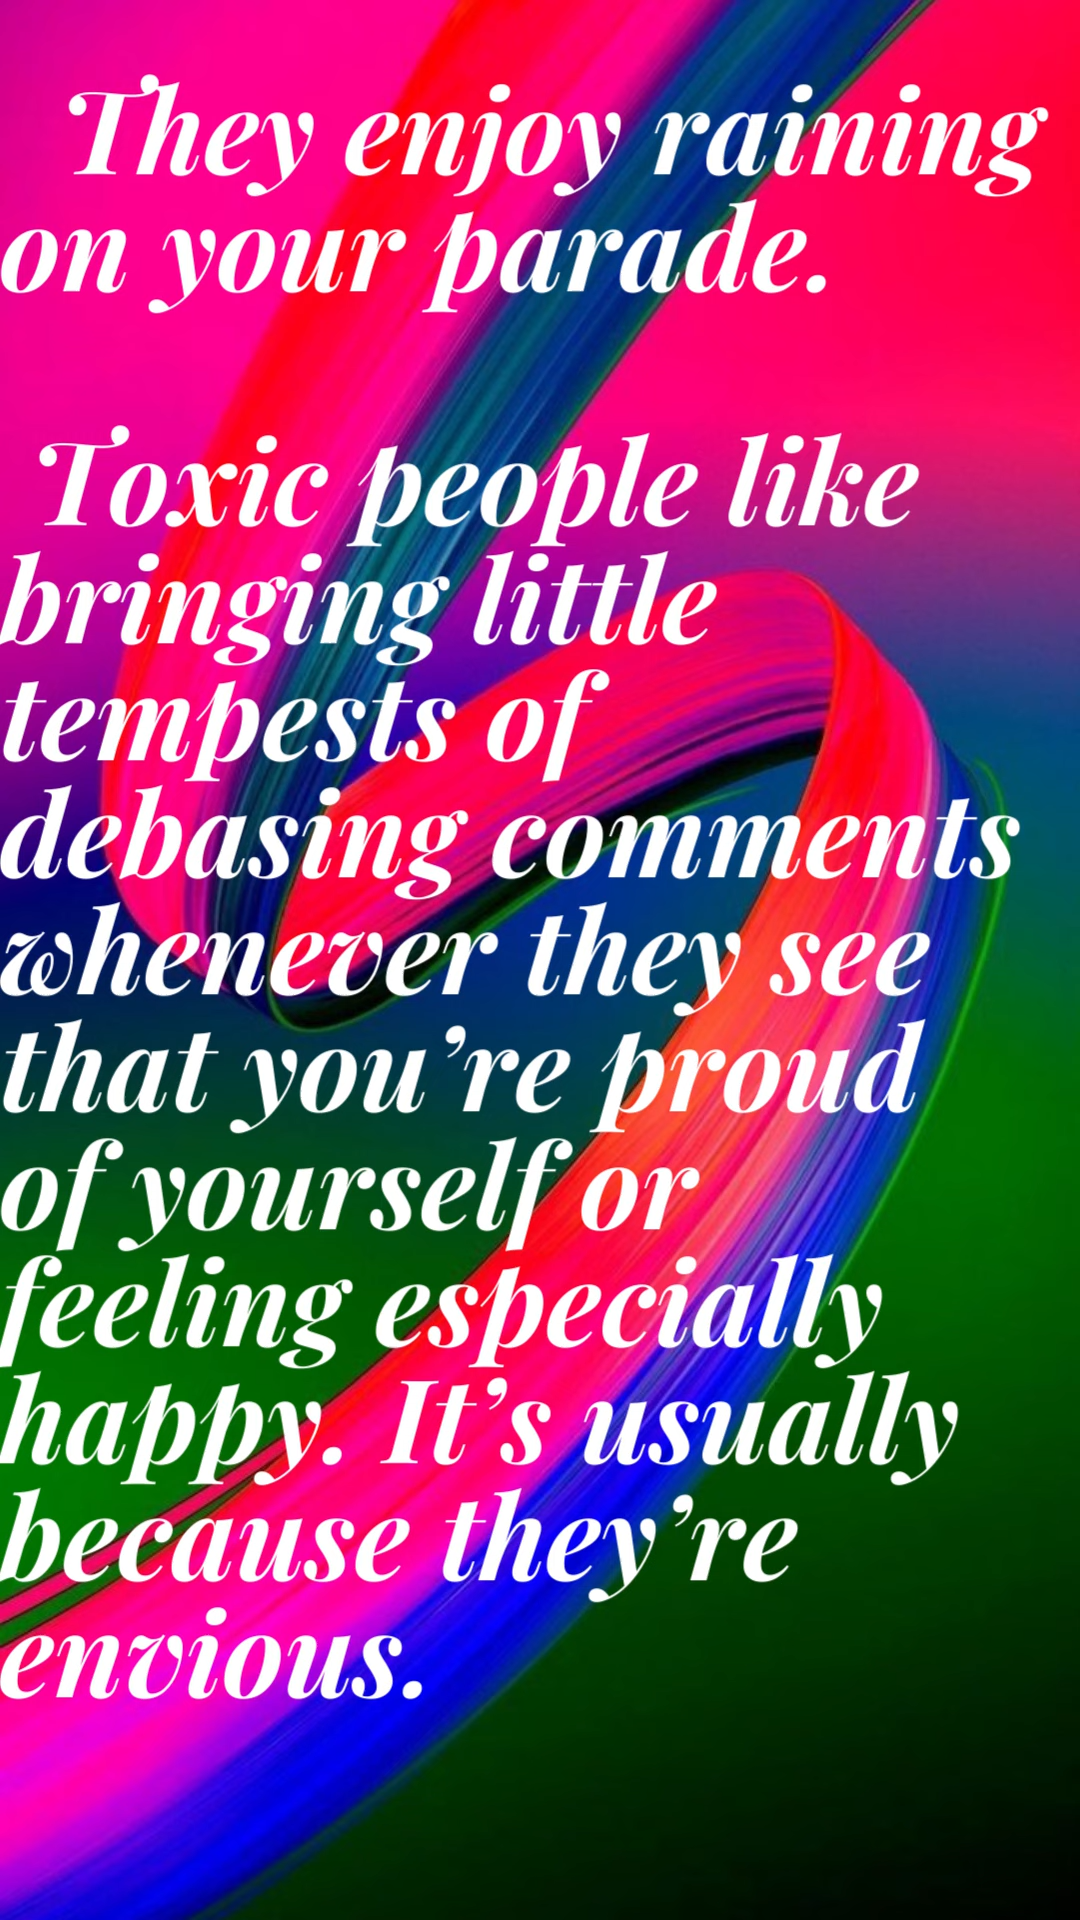 They enjoy raining
on your parade.
Toxic people like
bringing little
tempests of
debasing comments
whenever they see
that you’re proud
of yourself or
feeling especially
happy. It’s usually
because they’re
envious.